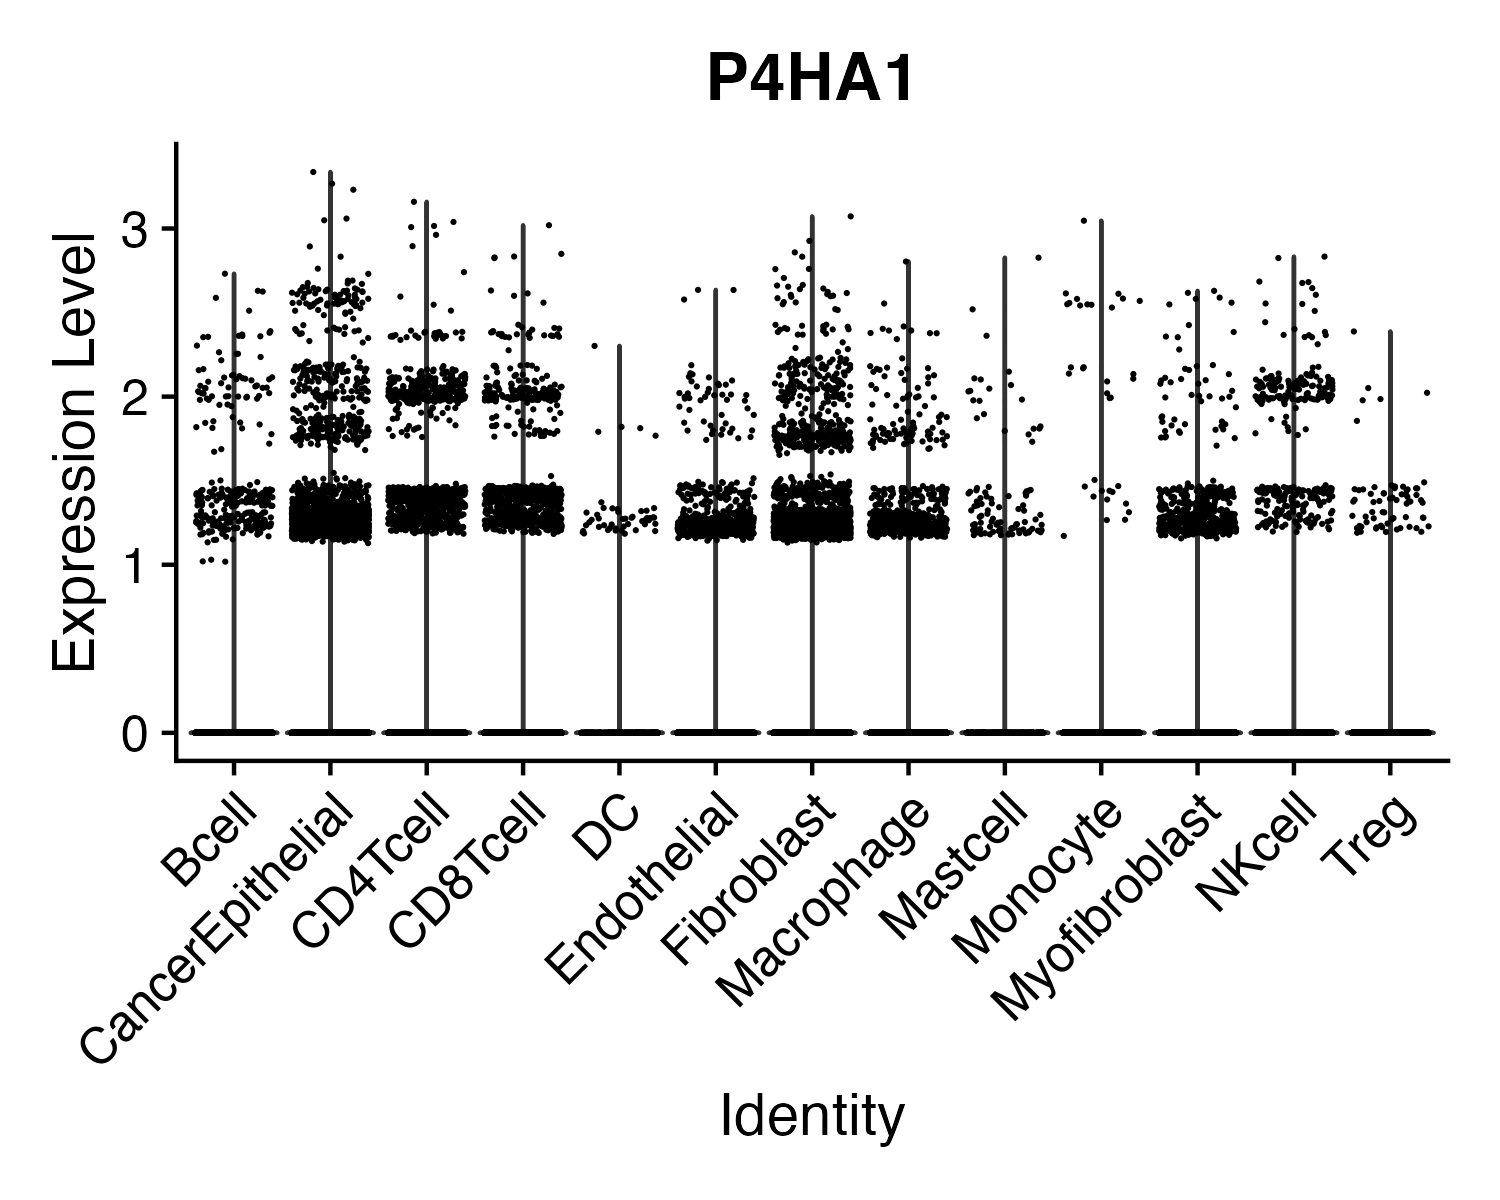 P4HA1
Expression Level
3
2
1
0
Bcell
CancerEpithelial
CD4Tcell
CD8Tcell
DC
Endothelial
Fibroblast
Macrophage
Mastcell
Monocyte
Myofibroblast
NKcell
Treg
Identity